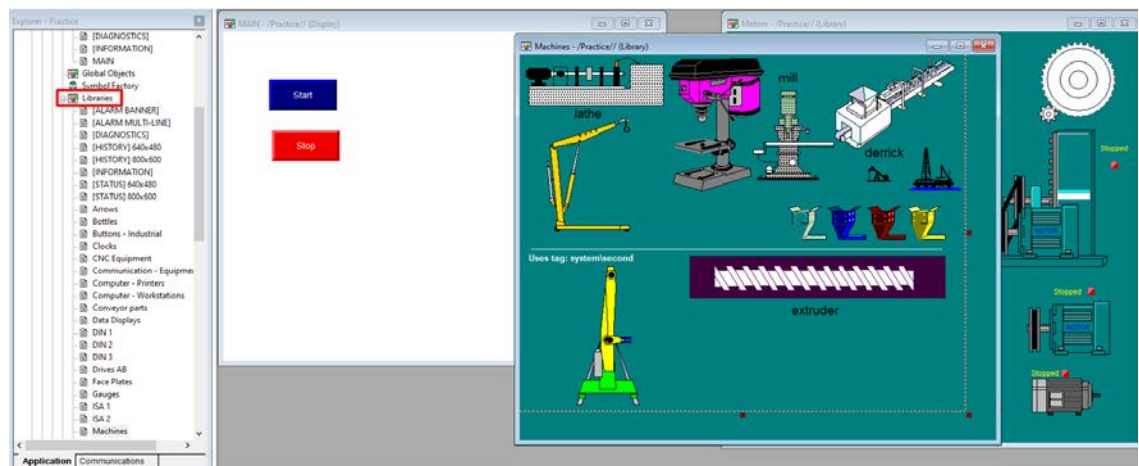 Explorer - Practice
[DIAGNOSTICS]
[INFORMATION]
MAIN
Global Objects
Symbol Factory
Libraries
[ALARM BANNER]
[ALARM MULTI-LINE]
[DIAGNOSTICS]
[HISTORY] 640x480
[HISTORY] 800x600
[INFORMATION]
[STATUS] 640x480
[STATUS] 800x600
Arrows
Bottles
Buttons - Industrial
Clocks
CNC Equipment
Communication - Equipmer
Computer - Printers
Computer - Workstations
Conveyor parts
Data Displays
DIN 1
DIN 2
DIN 3
Drives AB
Face Plates
Gauges
ISA 1
ISA 2
Machines
Application
Communications
MAIN - /Practice// (Display)
Start
Stop
Motors - /Practice// (Library)
Machines - /Practice// (Library)
lathe
mill
derrick
Uses tag: system\second
extruder
Stopped
MOTOR
Stopped
MOTOR
Stopped